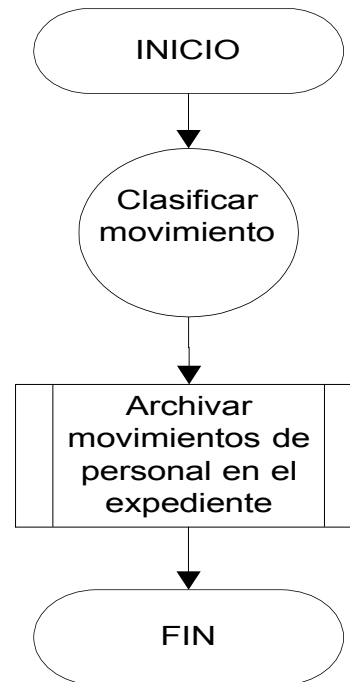 INICIO
Clasificar
movimiento
Archivar
movimientos de
personal en el
expediente
FIN